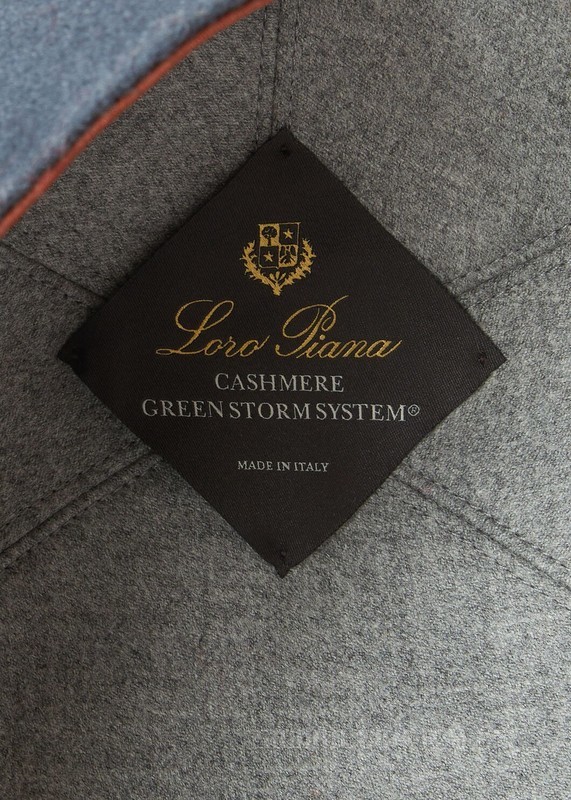 Loro Piana
CASHMERE
GREEN STORM SYSTEM®
MADE IN ITALY